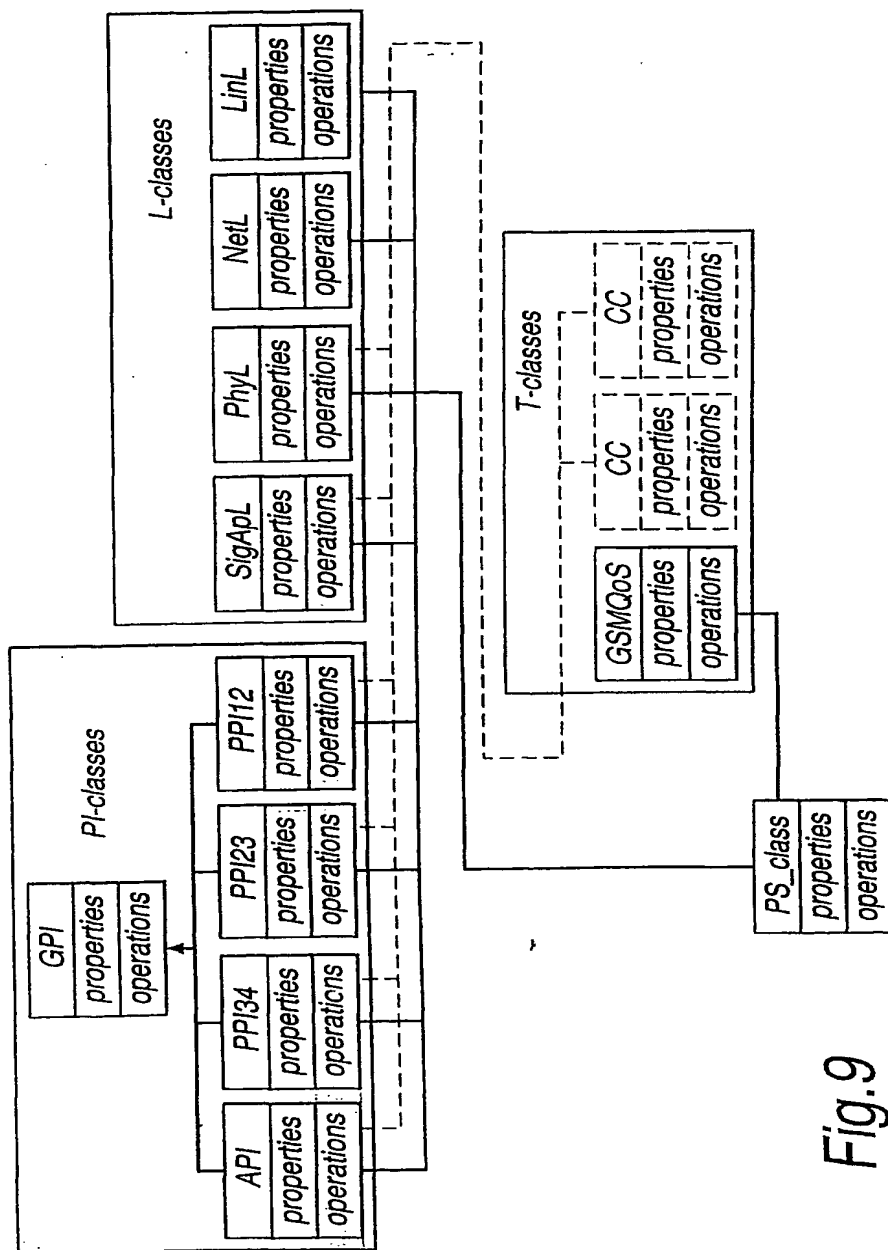 PI-classes
GPI
properties
operations
API
properties
operations
PPI34
properties
operations
PPI23
properties
operations
PPI12
properties
operations
L-classes
SigApL
properties
operations
PhyL
properties
operations
NetL
properties
operations
LinL
properties
operations
T-classes
GSMQoS
properties
operations
CC
properties
operations
CC
properties
operations
PS_class
properties
operations
Fig.9